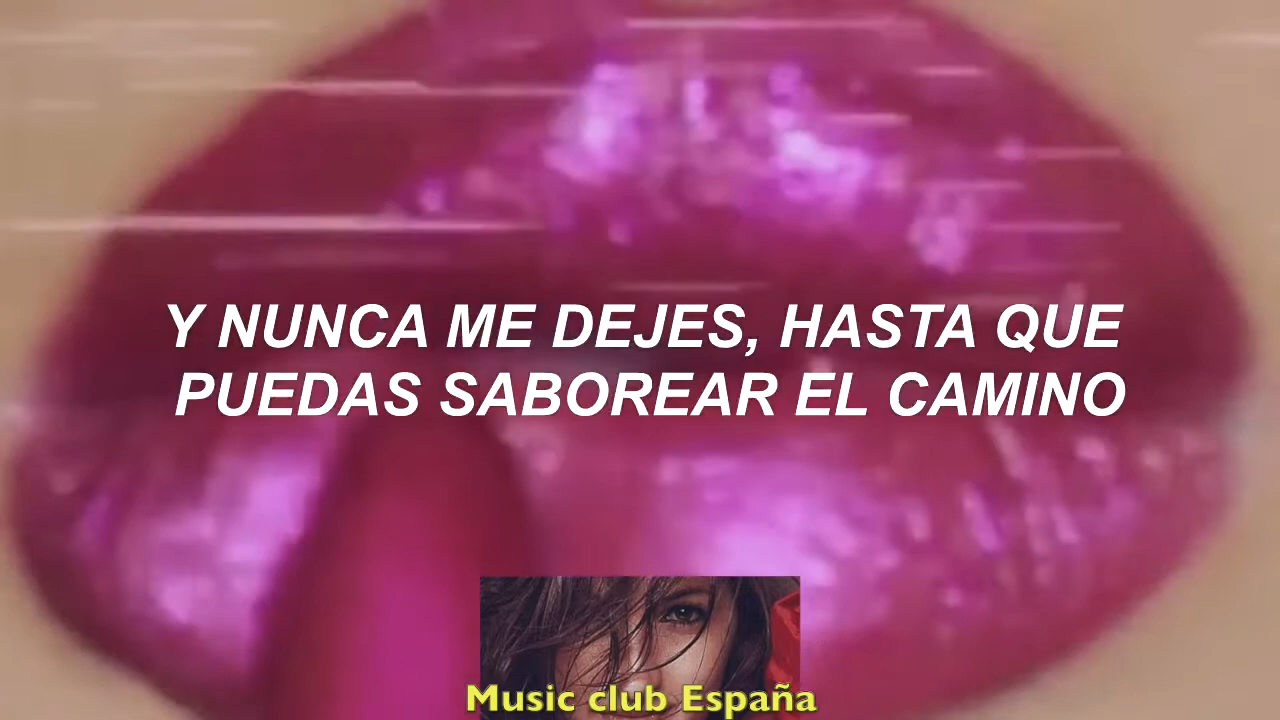 Y NUNCA ME DEJES, HASTA QUE
PUEDAS SABOREAR EL CAMINO
Music club España